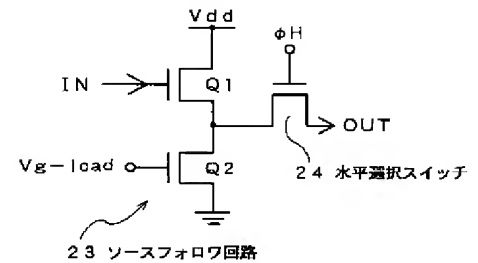 Vdd
φH
IN
Q1
OUT
Vg-load
Q2
24 水平選択スイッチ
23 ソースフォロワ回路